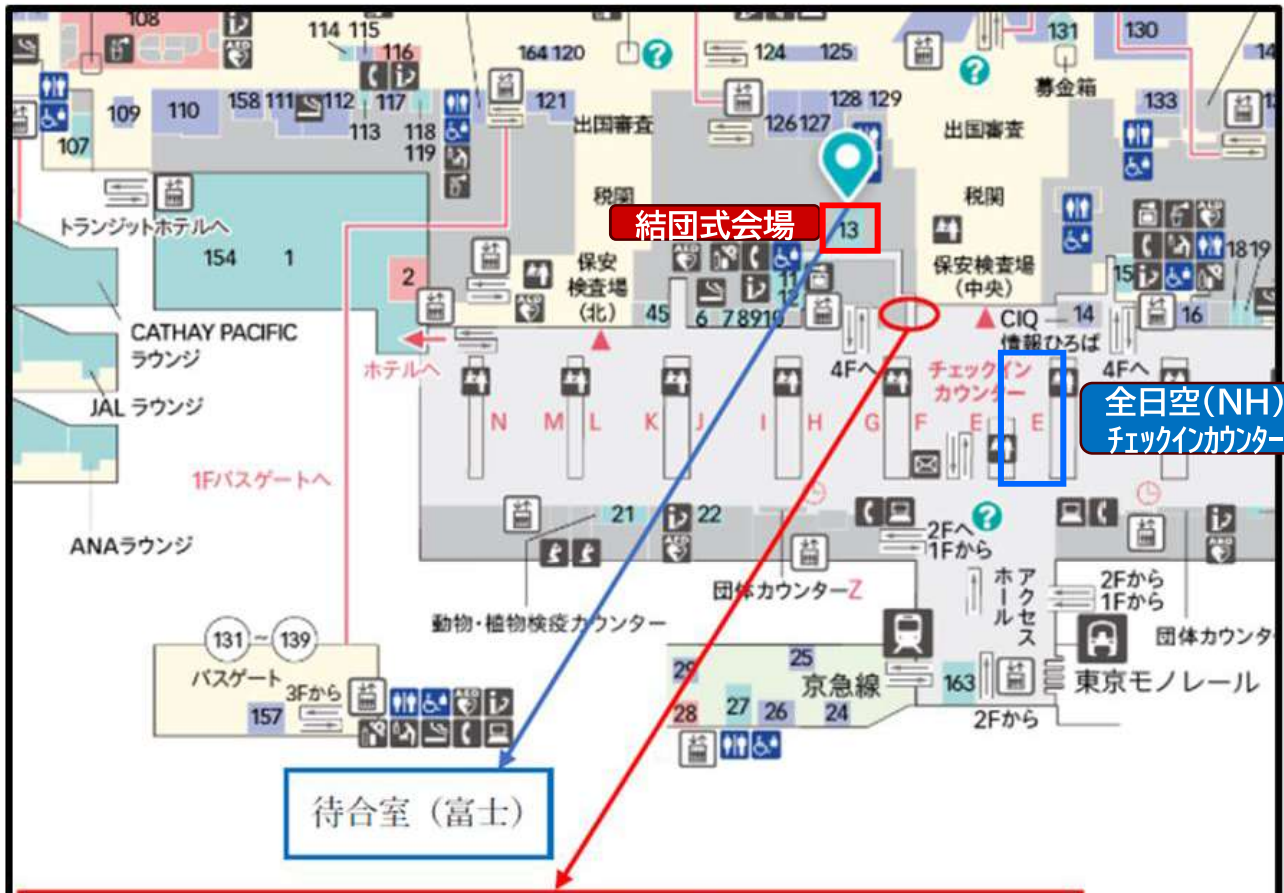 108
114 115
116
164 120
124
125
131
130
募金箱
109
110
158
111
112
117
113
118
119
107
121
出国審査
126 127
128 129
出国審査
133
税関
税関
トランジットホテルへ
結団式会場
13
154
1
2
保安
検査場
(北)
保安検査場
(中央)
15
18 19
CATHAY PACIFIC
ラウンジ
45
6
7 8 9 10
11
12
CIQ
情報ひろば
14
16
ホテルへ
4Fへ
4Fへ
チェックイン
カウンター
JAL ラウンジ
全日空(NH)
チェックインカウンター
N
M
L
K
J
I
H
G
F
E
E
1Fバスゲートへ
ANAラウンジ
21
22
2Fへ
1Fから
団体カウンターZ
アクセス
ホール
2Fから
1Fから
動物・植物検疫カウンター
団体カウンタ
131 ~ 139
バスゲート
3Fから
157
29
25
京急線
163
東京モノレール
28
27
26
24
2Fから
待合室（富士）